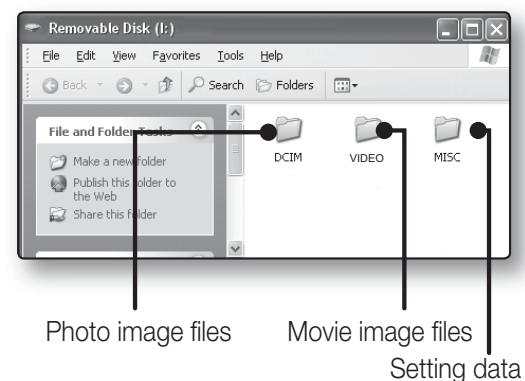 Removable Disk (I:)
File Edit View Favorites Tools Help
Back Search Folders
File and Folder Tasks
Make a new folder
Publish this folder to
the Web
Share this folder
DCIM VIDEO MISC
Photo image files Movie image files
Setting data